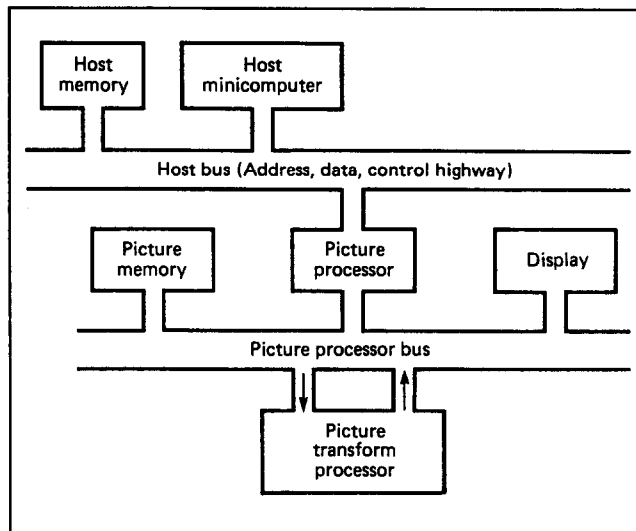 Host
memory
Host
minicomputer
Host bus (Address, data, control highway)
Picture
memory
Picture
processor
Display
Picture processor bus
Picture
transform
processor